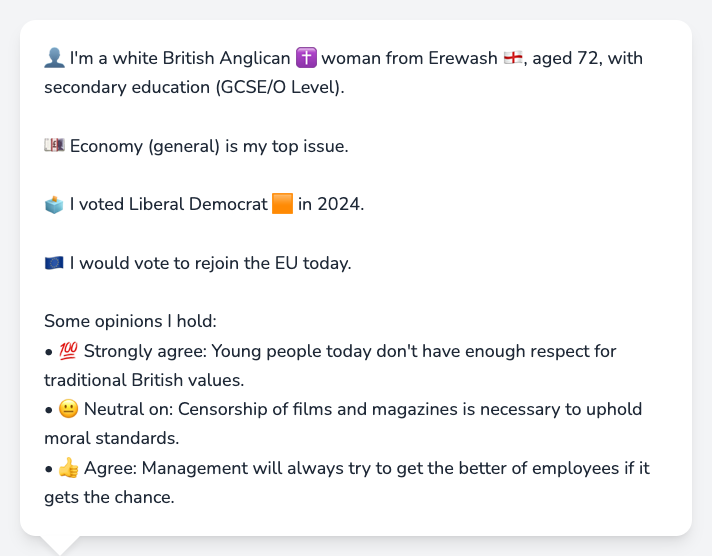 👤 I'm a white British Anglican ✝️ woman from Erewash 🏴󠁧󠁢󠁥󠁮󠁧󠁿, aged 72, with
secondary education (GCSE/O Level).
💷 Economy (general) is my top issue.
🗳️ I voted Liberal Democrat 🟧 in 2024.
🇪🇺 I would vote to rejoin the EU today.
Some opinions I hold:
• 💯 Strongly agree: Young people today don't have enough respect for
traditional British values.
• 😐 Neutral on: Censorship of films and magazines is necessary to uphold
moral standards.
• 👍 Agree: Management will always try to get the better of employees if it
gets the chance.